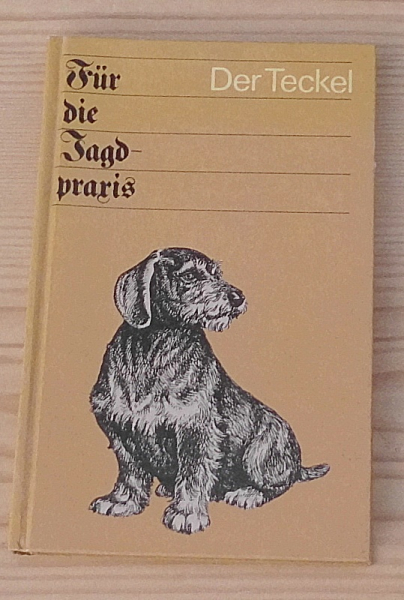 Für
die
Jagd-
praxis
Der Teckel